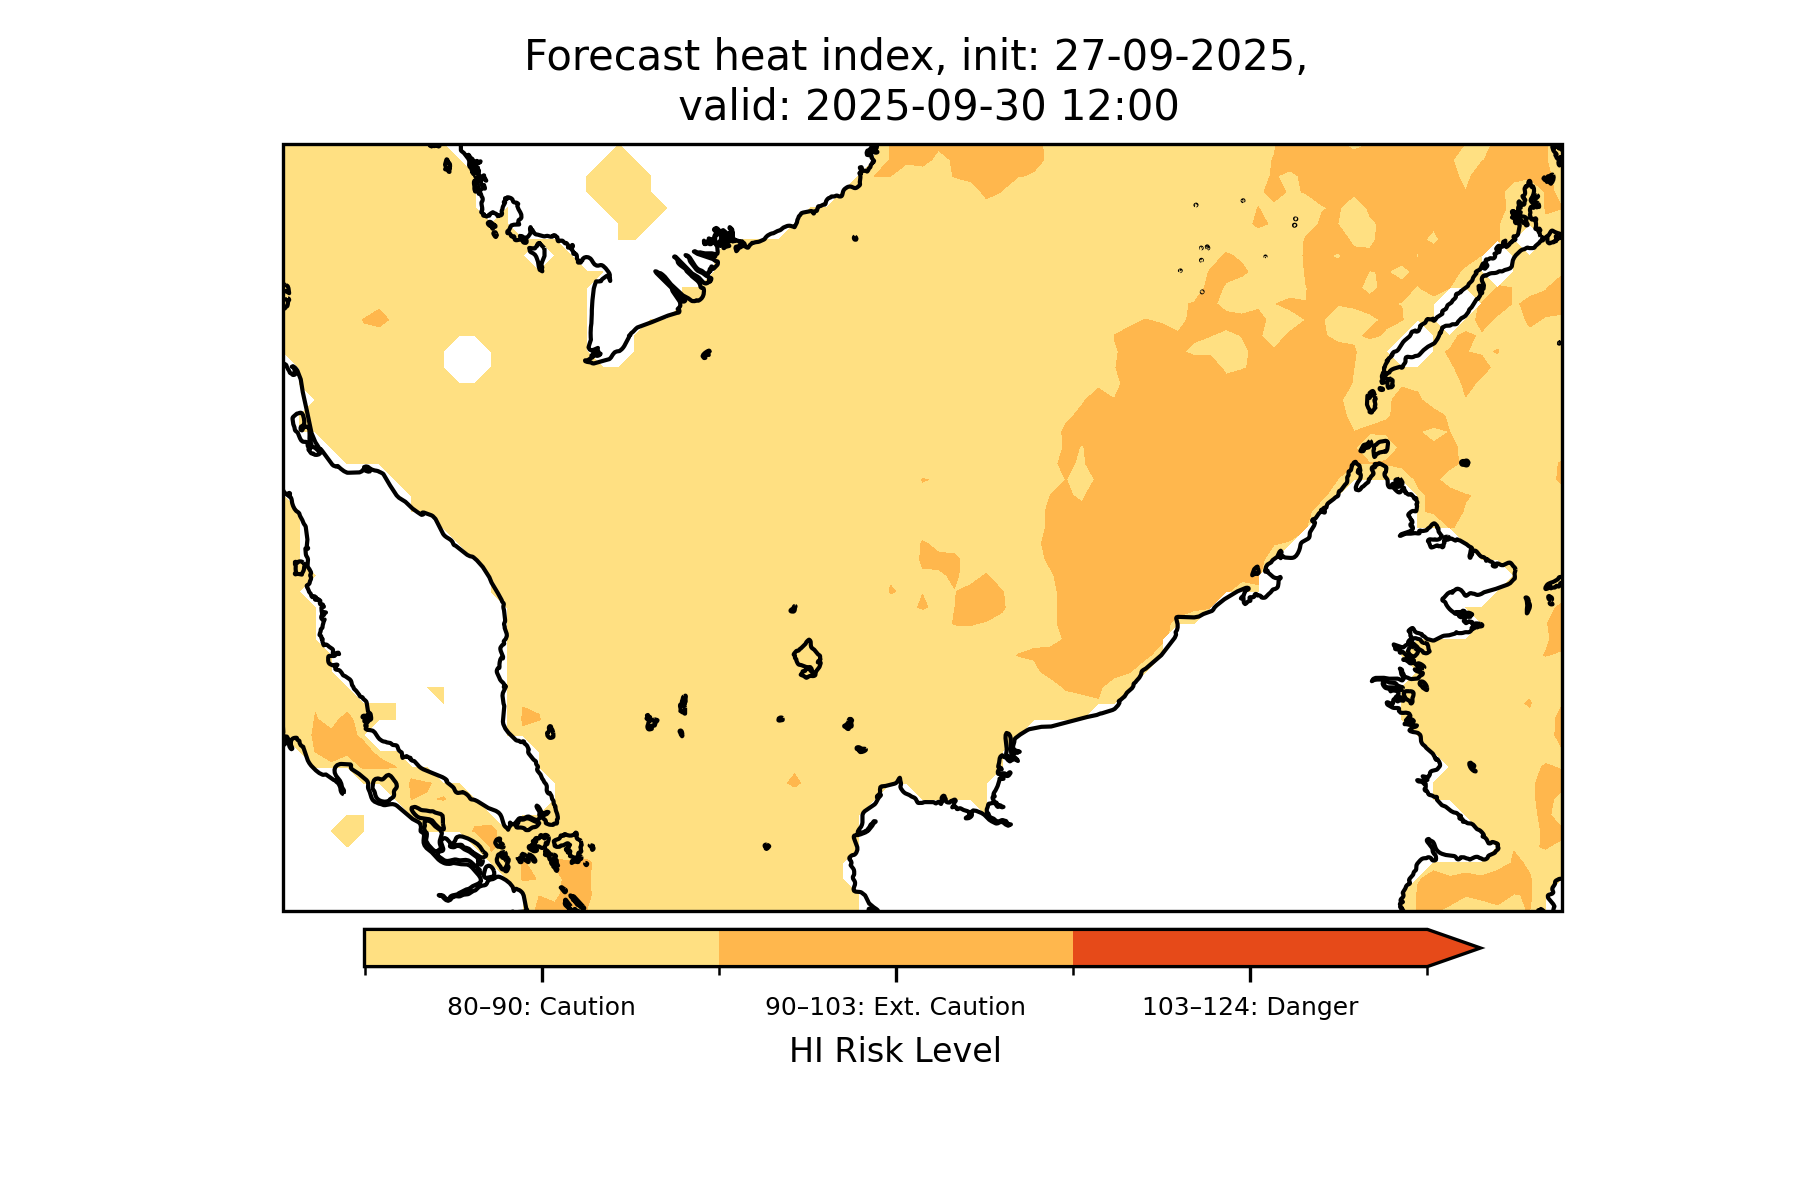 Forecast heat index, init: 27-09-2025,
valid: 2025-09-30 12:00
80–90: Caution
90–103: Ext. Caution
103–124: Danger
HI Risk Level